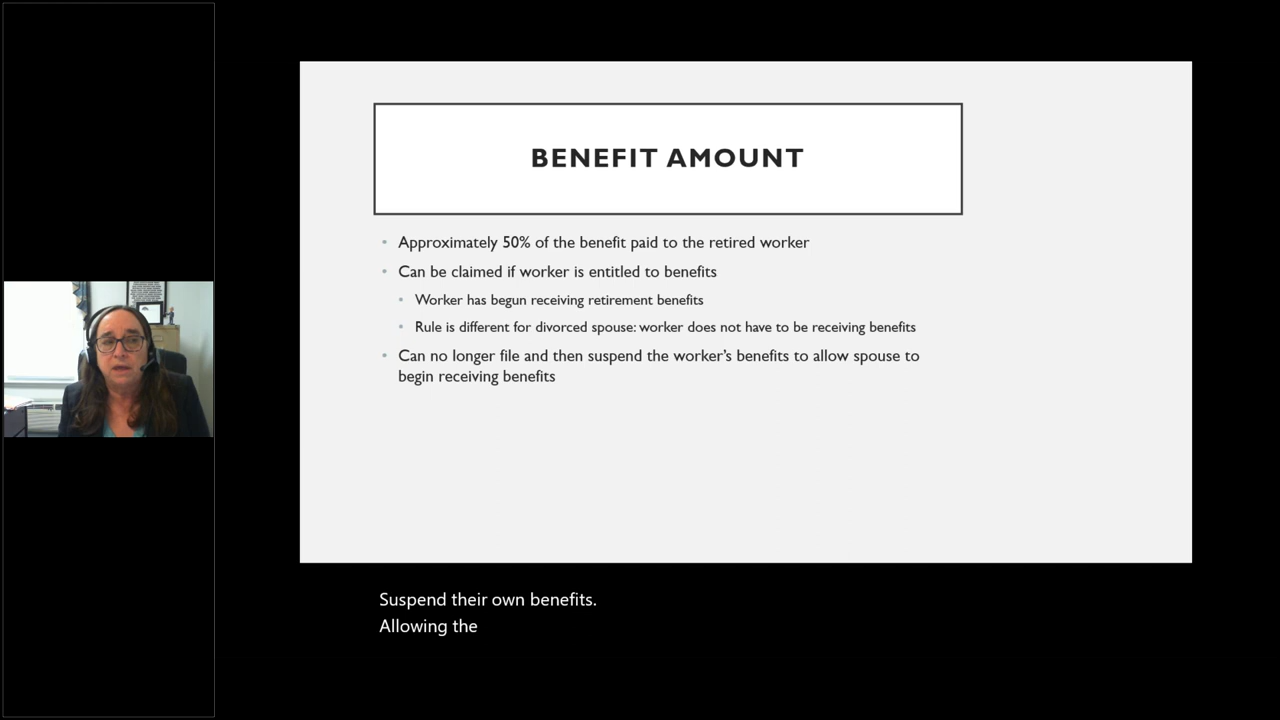 BENEFIT AMOUNT
• Approximately 50% of the benefit paid to the retired worker
• Can be claimed if worker is entitled to benefits
• Worker has begun receiving retirement benefits
• Rule is different for divorced spouse: worker does not have to be receiving benefits
• Can no longer file and then suspend the worker’s benefits to allow spouse to
begin receiving benefits
Suspend their own benefits.
Allowing the